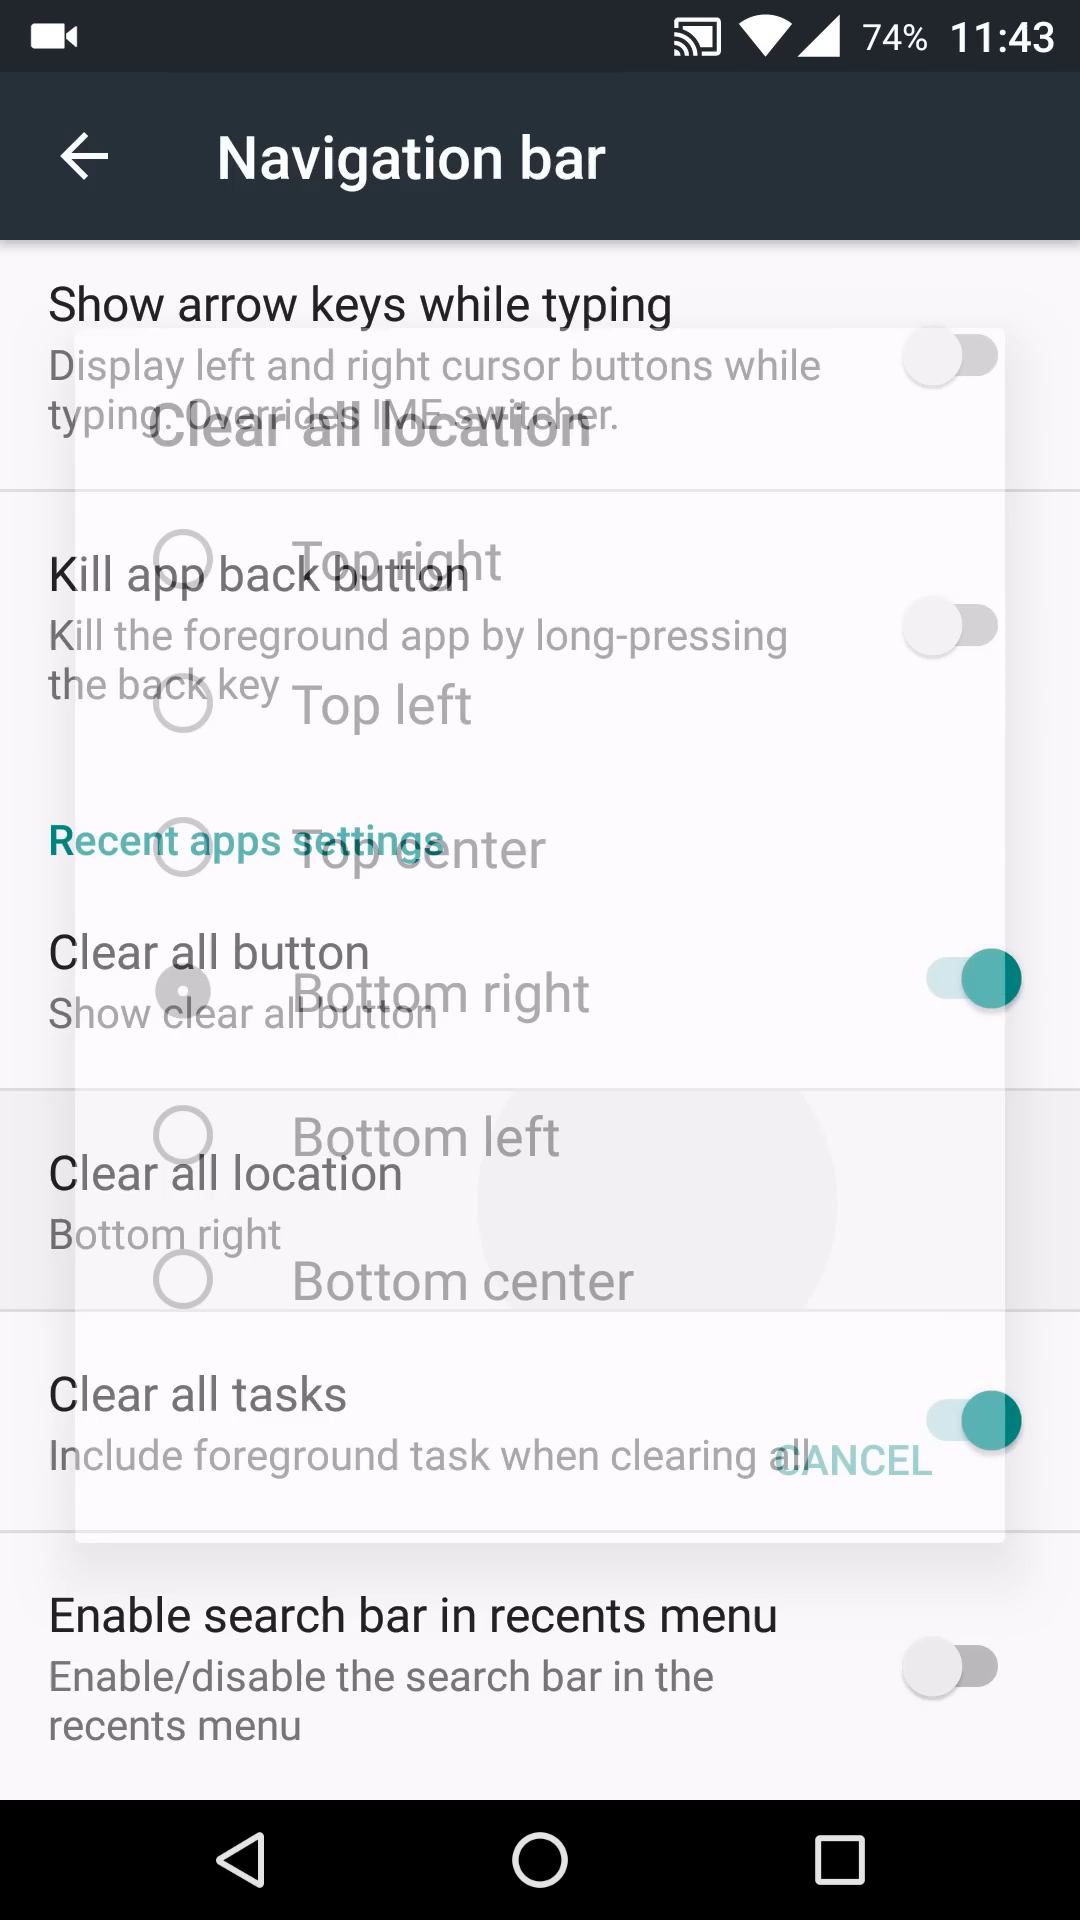 74% 11:43
Navigation bar
Show arrow keys while typing
Display left and right cursor buttons while
typing. Overrides IME switcher.
Clear all location
Top right
Kill app back button
Kill the foreground app by long-pressing
the back key
Top left
Recent apps settings
Top center
Clear all button
Bottom right
Show clear all button
Bottom left
Clear all location
Bottom right
Bottom center
Clear all tasks
Include foreground task when clearing all
CANCEL
Enable search bar in recents menu
Enable/disable the search bar in the
recents menu